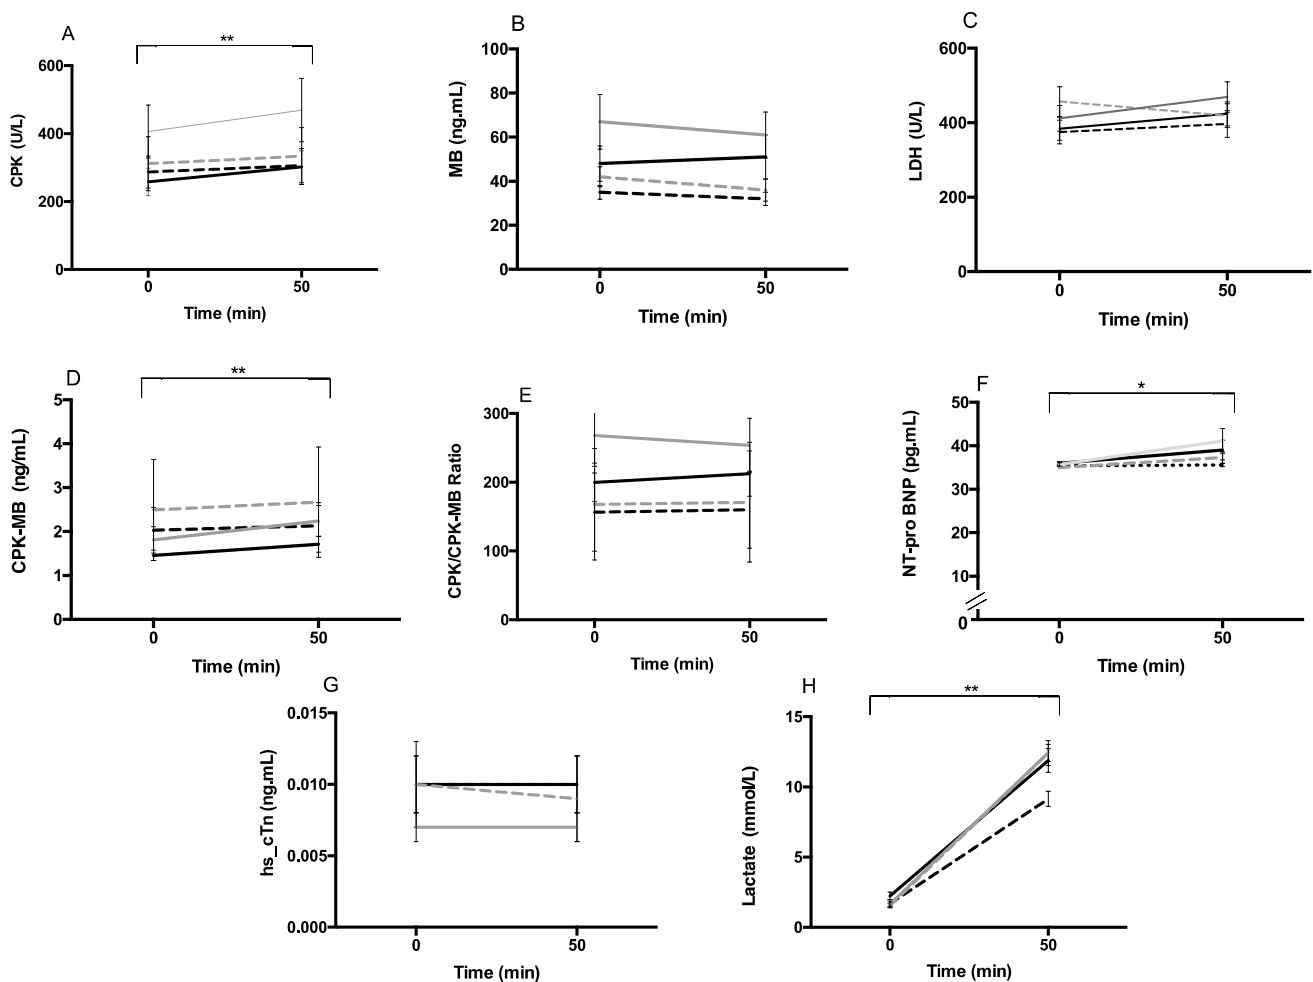 A
**
CPK (U/L)
600
400
200
0
0
50
Time (min)
B
MB (ng.mL)
100
80
60
40
20
0
0
50
Time (min)
C
LDH (U/L)
600
400
200
0
0
50
Time (min)
D
**
CPK-MB (ng/mL)
5
4
3
2
1
0
0
50
Time (min)
E
CPK/CPK-MB Ratio
300
200
100
0
0
50
Time (min)
F
*
NT-pro BNP (pg.mL)
50
40
30
20
10
0
0
50
Time (min)
G
hs_cTn (ng.mL)
0.015
0.010
0.005
0.000
0
50
Time (min)
H
**
Lactate (mmol/L)
15
10
5
0
0
50
Time (min)